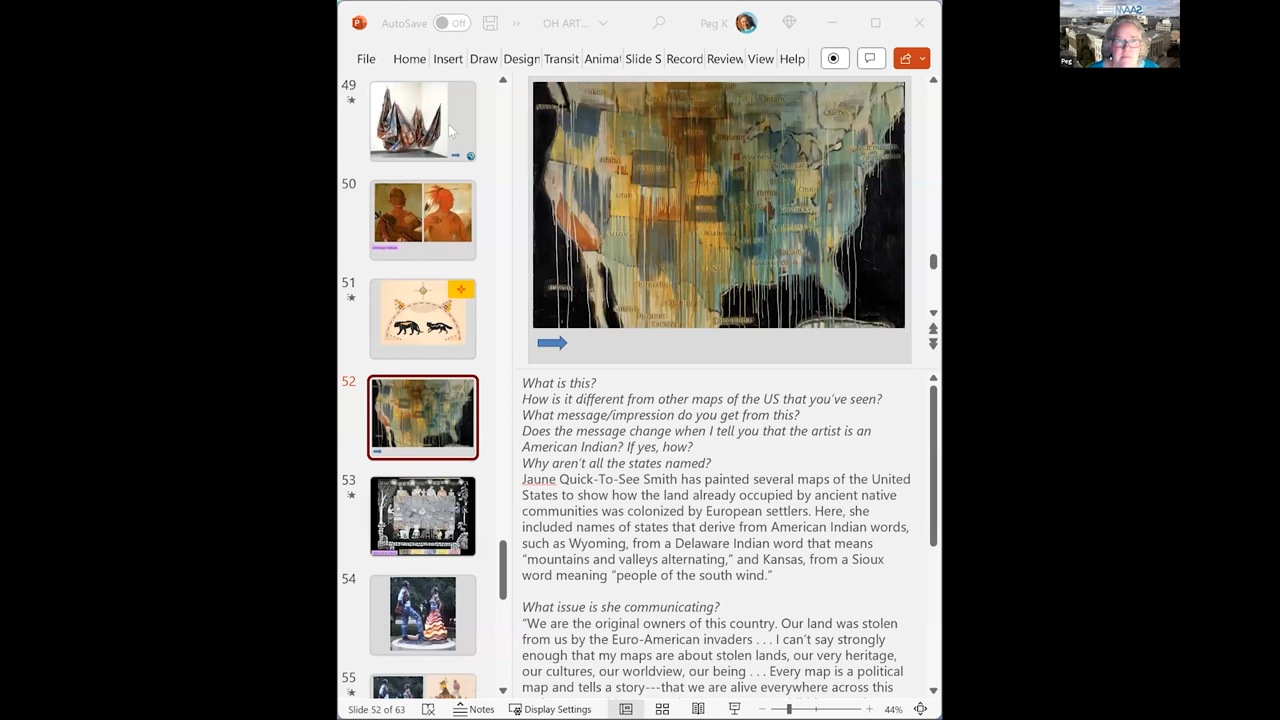 AutoSave Off OH ART... Peg K
File Home Insert Draw Design Transit Animat Slide S Record Review View Help
49
50
51
52
53
54
55
Idaho
Wyoming
Utah
Ohio
Quebec
What is this?
How is it different from other maps of the US that you've seen?
What message/impression do you get from this?
Does the message change when I tell you that the artist is an
American Indian? If yes, how?
Why aren't all the states named?
Jaune Quick-To-See Smith has painted several maps of the United
States to show how the land already occupied by ancient native
communities was colonized by European settlers. Here, she
included names of states that derive from American Indian words,
such as Wyoming, from a Delaware Indian word that means
“mountains and valleys alternating,” and Kansas, from a Sioux
word meaning “people of the south wind.”
What issue is she communicating?
“We are the original owners of this country. Our land was stolen
from us by the Euro-American invaders . . . I can't say strongly
enough that my maps are about stolen lands, our very heritage,
our cultures, our worldview, our being . . . Every map is a political
map and tells a story---that we are alive everywhere across this
Slide 52 of 63 Notes Display Settings 44%
Peg